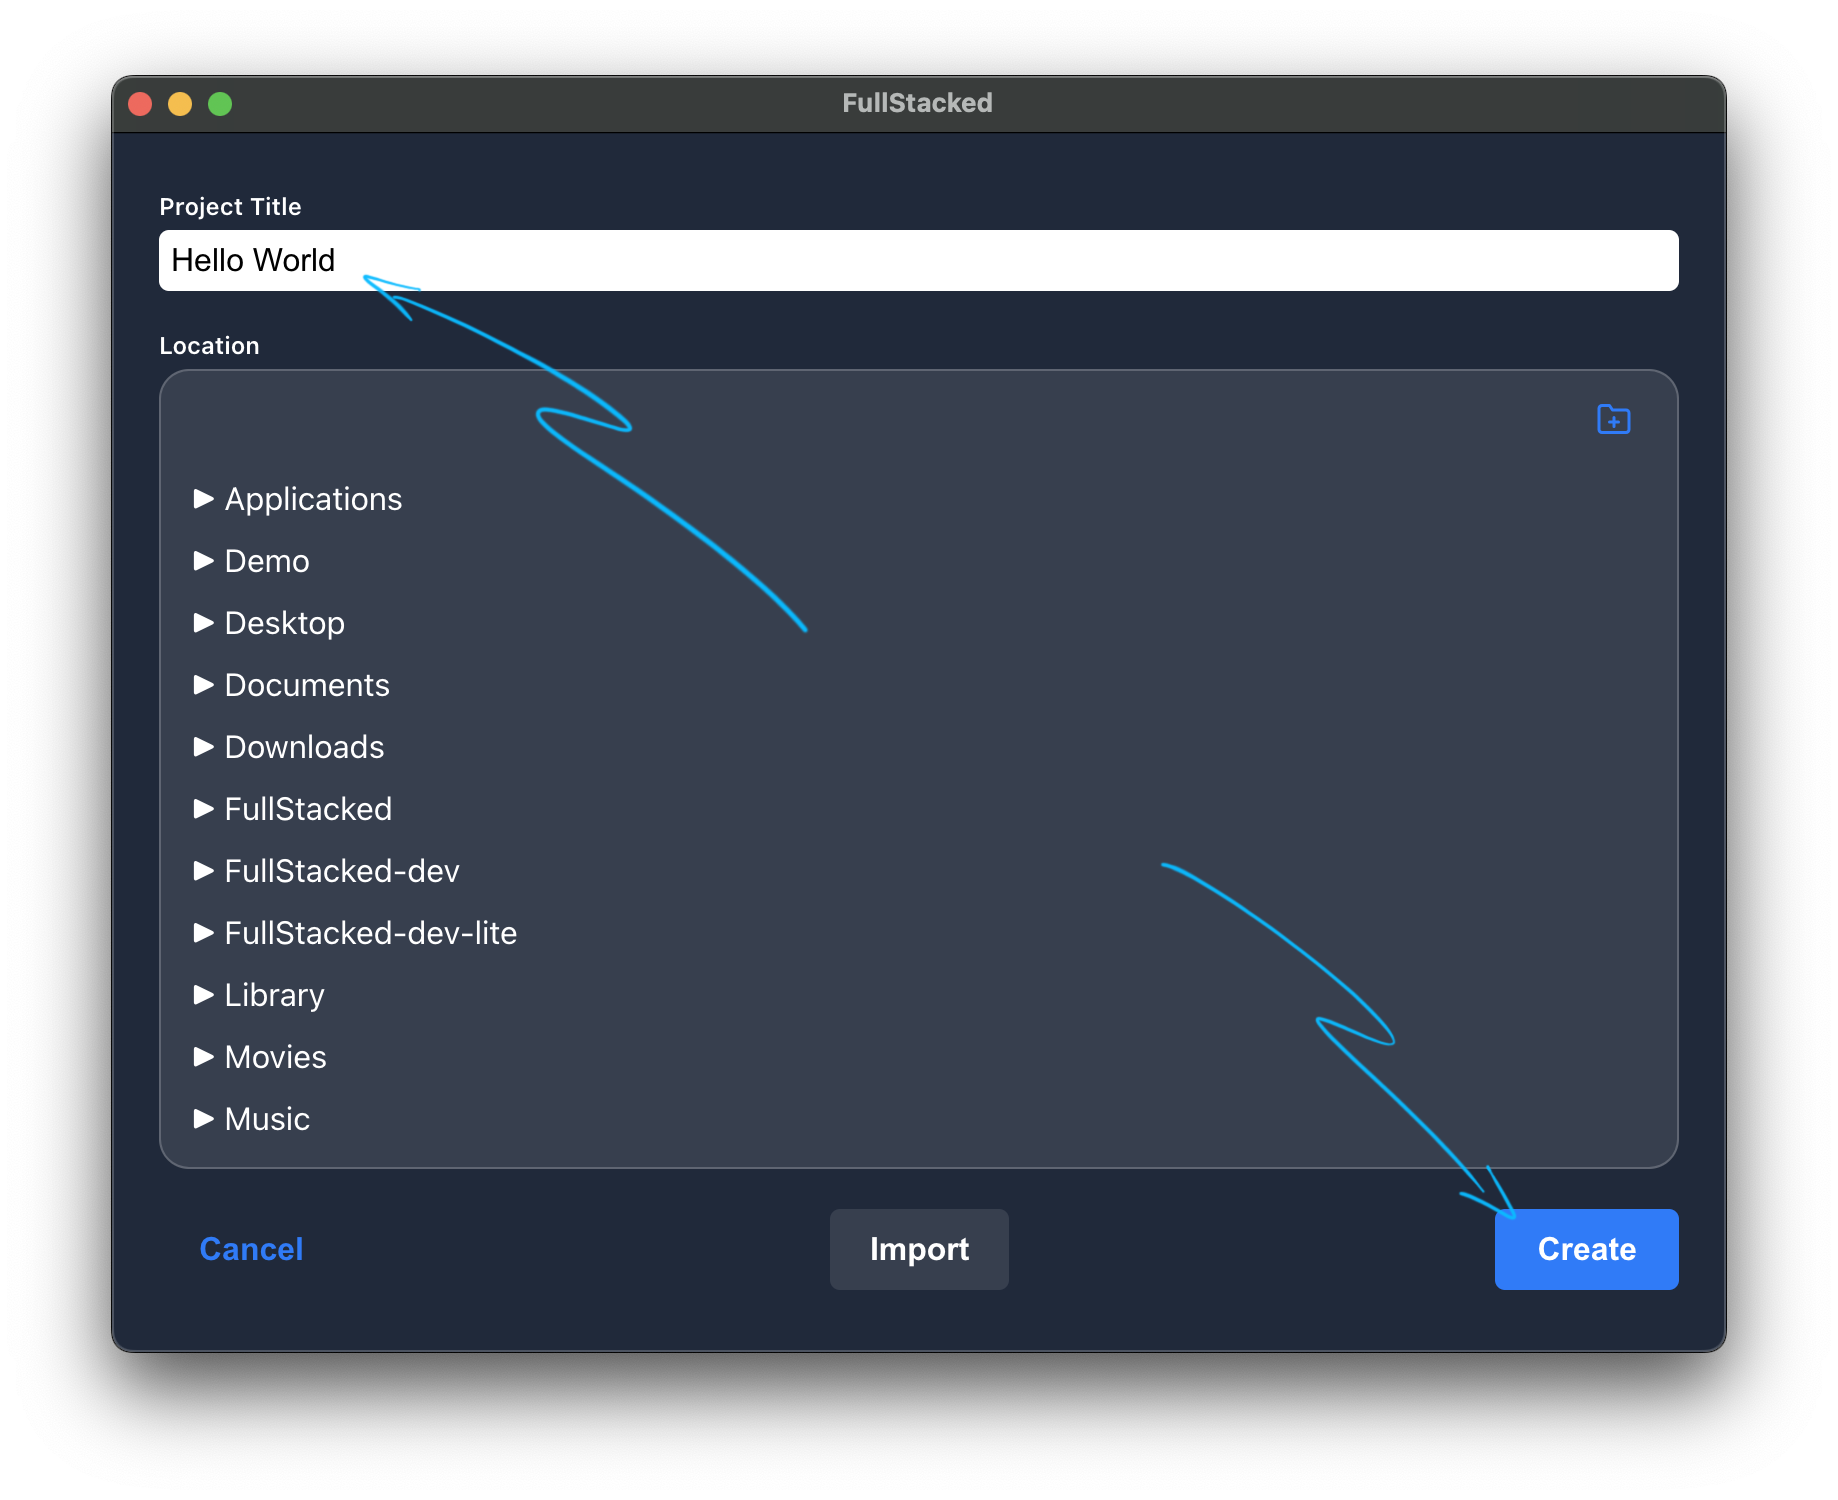 FullStacked
Project Title
Hello World
Location
Applications
Demo
Desktop
Documents
Downloads
FullStacked
FullStacked-dev
FullStacked-dev-lite
Library
Movies
Music
Cancel
Import
Create